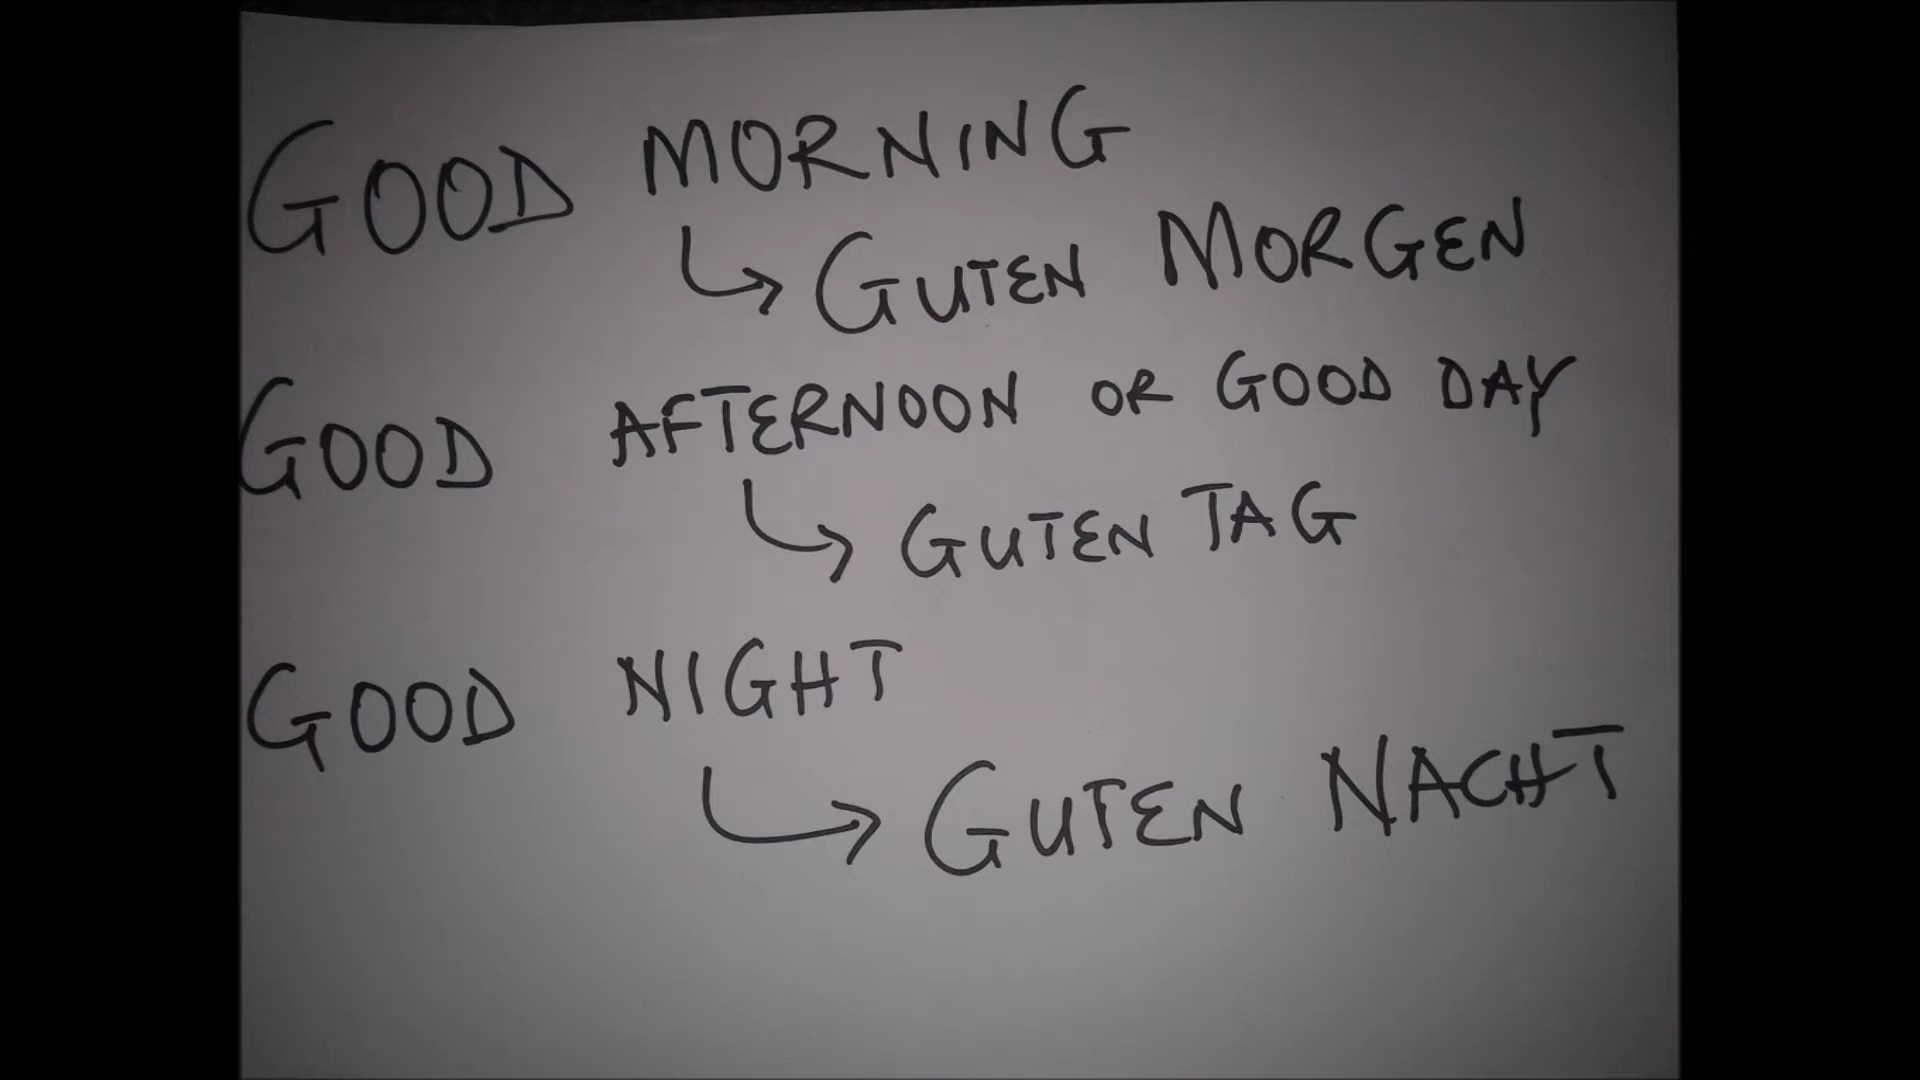 GOOD MORNING
GUTEN MORGEN
GOOD AFTERNOON OR GOOD DAY
GUTEN TAG
GOOD NIGHT
GUTEN NACHT